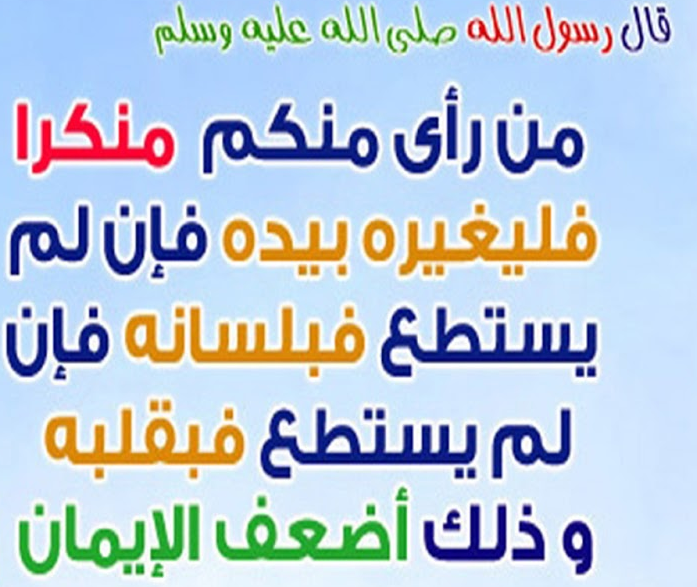 قال رسول الله صلى الله عليه وسلم
من رأى منكم منكرا
فليغيره بيده فإن لم
يستطع فبلسانه فإن
لم يستطع فبقلبه
و ذلك أضعف الإيمان